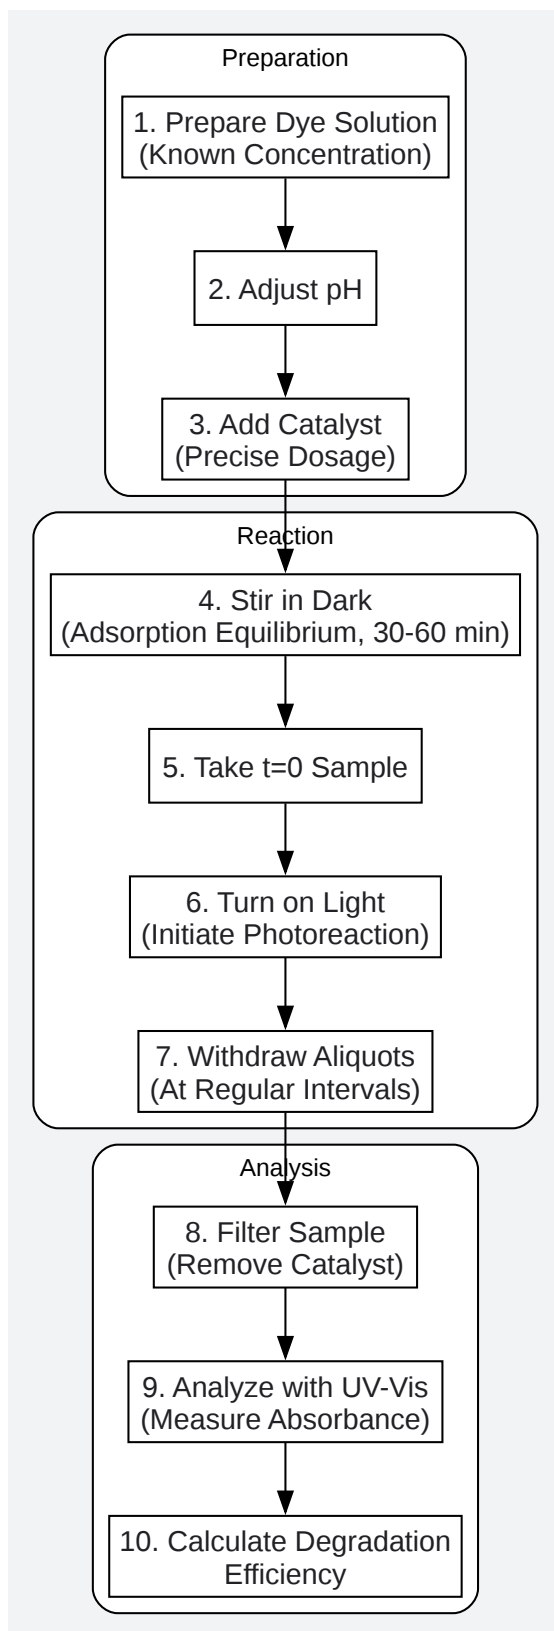 Preparation
1. Prepare Dye Solution
(Known Concentration)
2. Adjust pH
3. Add Catalyst
(Precise Dosage)
Reaction
4. Stir in Dark
(Adsorption Equilibrium, 30-60 min)
5. Take t=0 Sample
6. Turn on Light
(Initiate Photoreaction)
7. Withdraw Aliquots
(At Regular Intervals)
Analysis
8. Filter Sample
(Remove Catalyst)
9. Analyze with UV-Vis
(Measure Absorbance)
10. Calculate Degradation
Efficiency